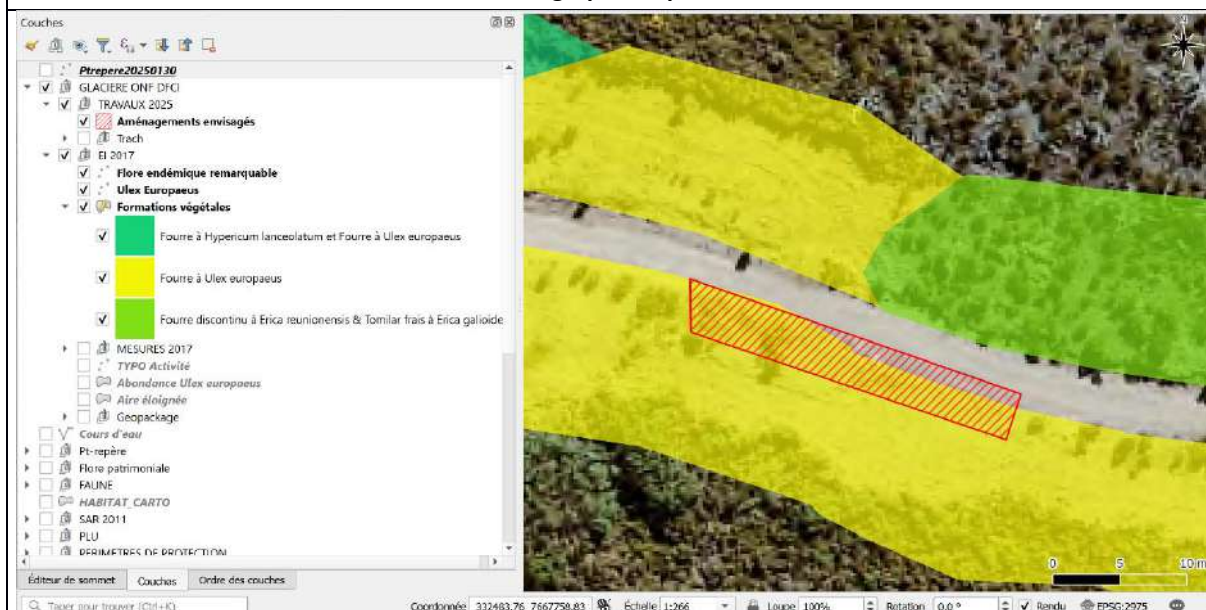 Couches
Ptrepere20250130
GLACIERE ONF DFCI
TRAVAUX 2025
Aménagements envisagés
Trach
EI 2017
Flore endémique remarquable
Ulex Europaeus
Formations végétales
Fourre à Hypericum lanceolatum et Fourre à Ulex europaeus
Fourre à Ulex europaeus
Fourre discontinu à Erica reunionensis & Tomilar frais à Erica galioide
MESURES 2017
TYPO Activité
Abondance Ulex europaeus
Aire éloignée
Geopackage
Cours d'eau
Pt-repère
Flore patrimoniale
FAUNE
HABITAT_CARTO
SAR 2011
PLU
PERIMETRES DE PROTECTION
0 5 10 m
Éditeur de sommet Couches Ordre des couches
Taper pour trouver (Ctrl+K) Coordonnée 332483.76 7667758.83 Échelle 1:266 Loupe 100% Rotation 0,0 ° Rendu EPSG:2975